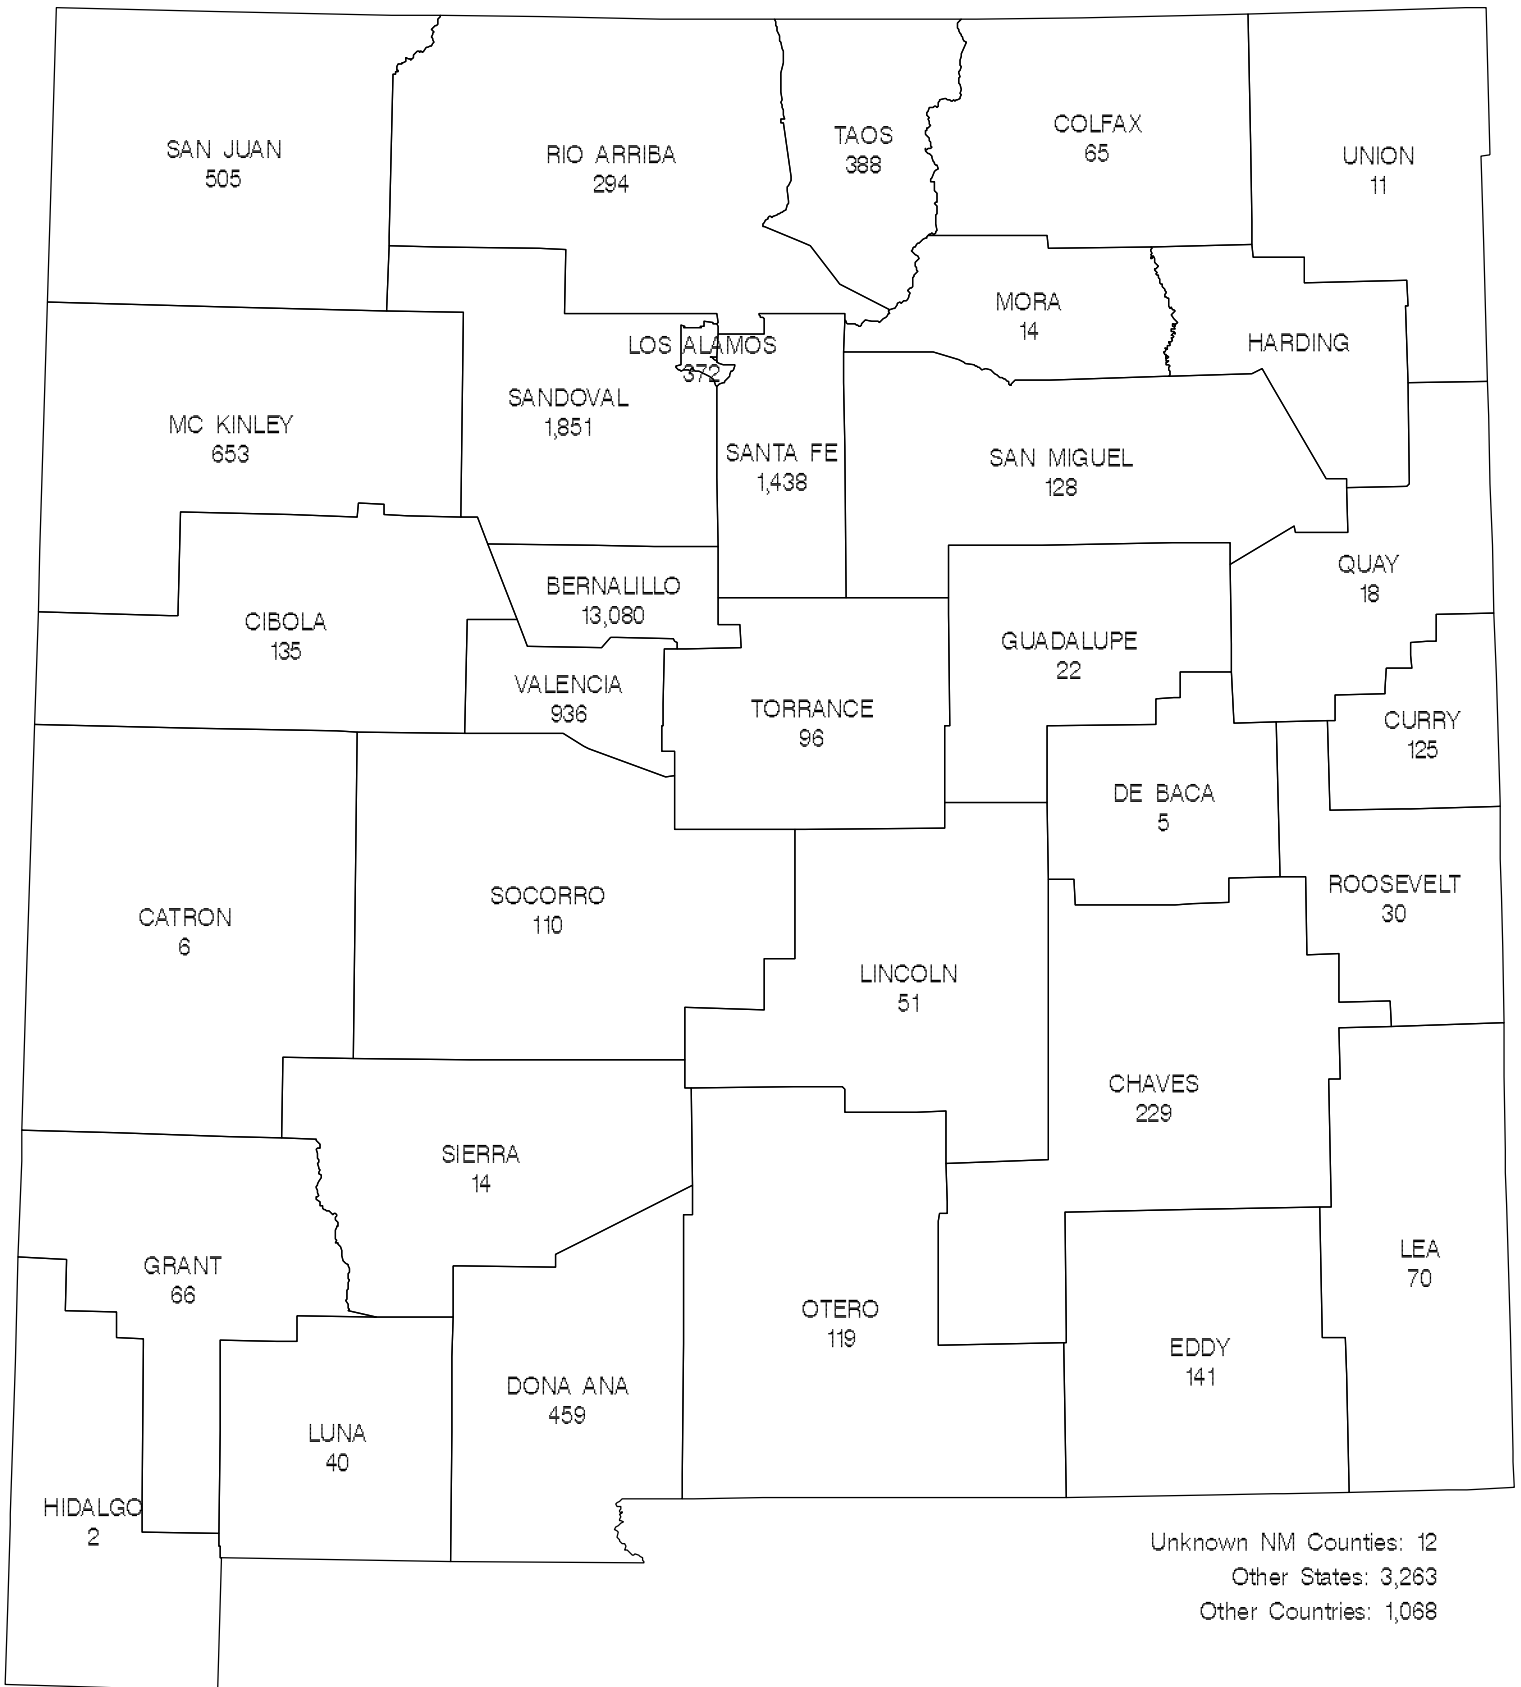 SAN JUAN
505
RIO ARRIBA
294
TAOS
388
COLFAX
65
UNION
11
MORA
14
HARDING
LOS ALAMOS
372
SANDOVAL
1,851
SANTA FE
1,438
MC KINLEY
653
SAN MIGUEL
128
QUAY
18
BERNALILLO
13,080
CIBOLA
135
GUADALUPE
22
VALENCIA
936
TORRANCE
96
CURRY
125
DE BACA
5
ROOSEVELT
30
SOCORRO
110
CATRON
6
LINCOLN
51
CHAVES
229
SIERRA
14
LEA
70
GRANT
66
OTERO
119
EDDY
141
DONA ANA
459
LUNA
40
HIDALGO
2
Unknown NM Counties: 12
Other States: 3,263
Other Countries: 1,068